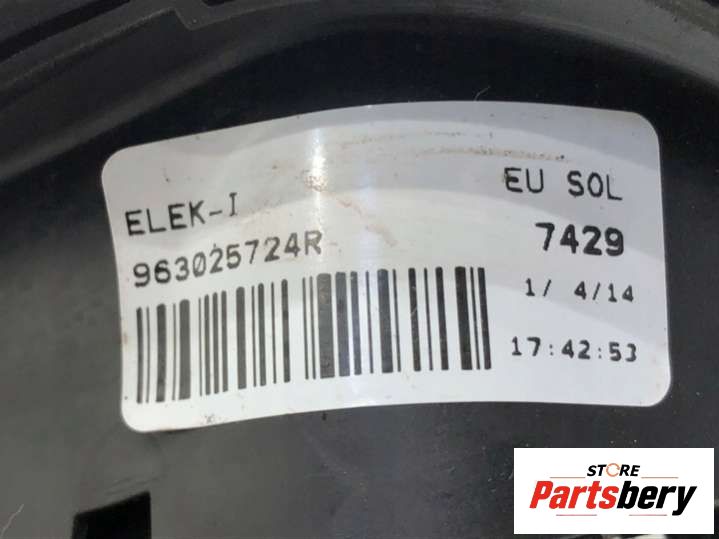 ELEK-I
963025724R
EU SOL
7429
1/ 4/14
17:42:53
STORE
Partsbery